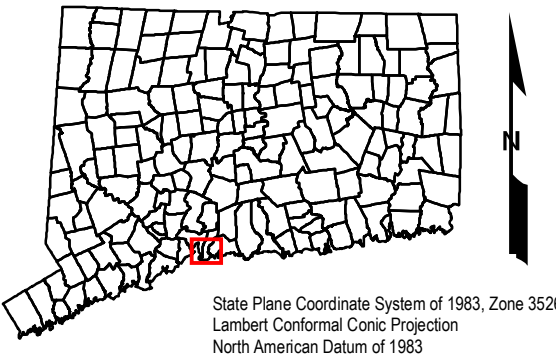 N
State Plane Coordinate System of 1983, Zone 3526
Lambert Conformal Conic Projection
North American Datum of 1983